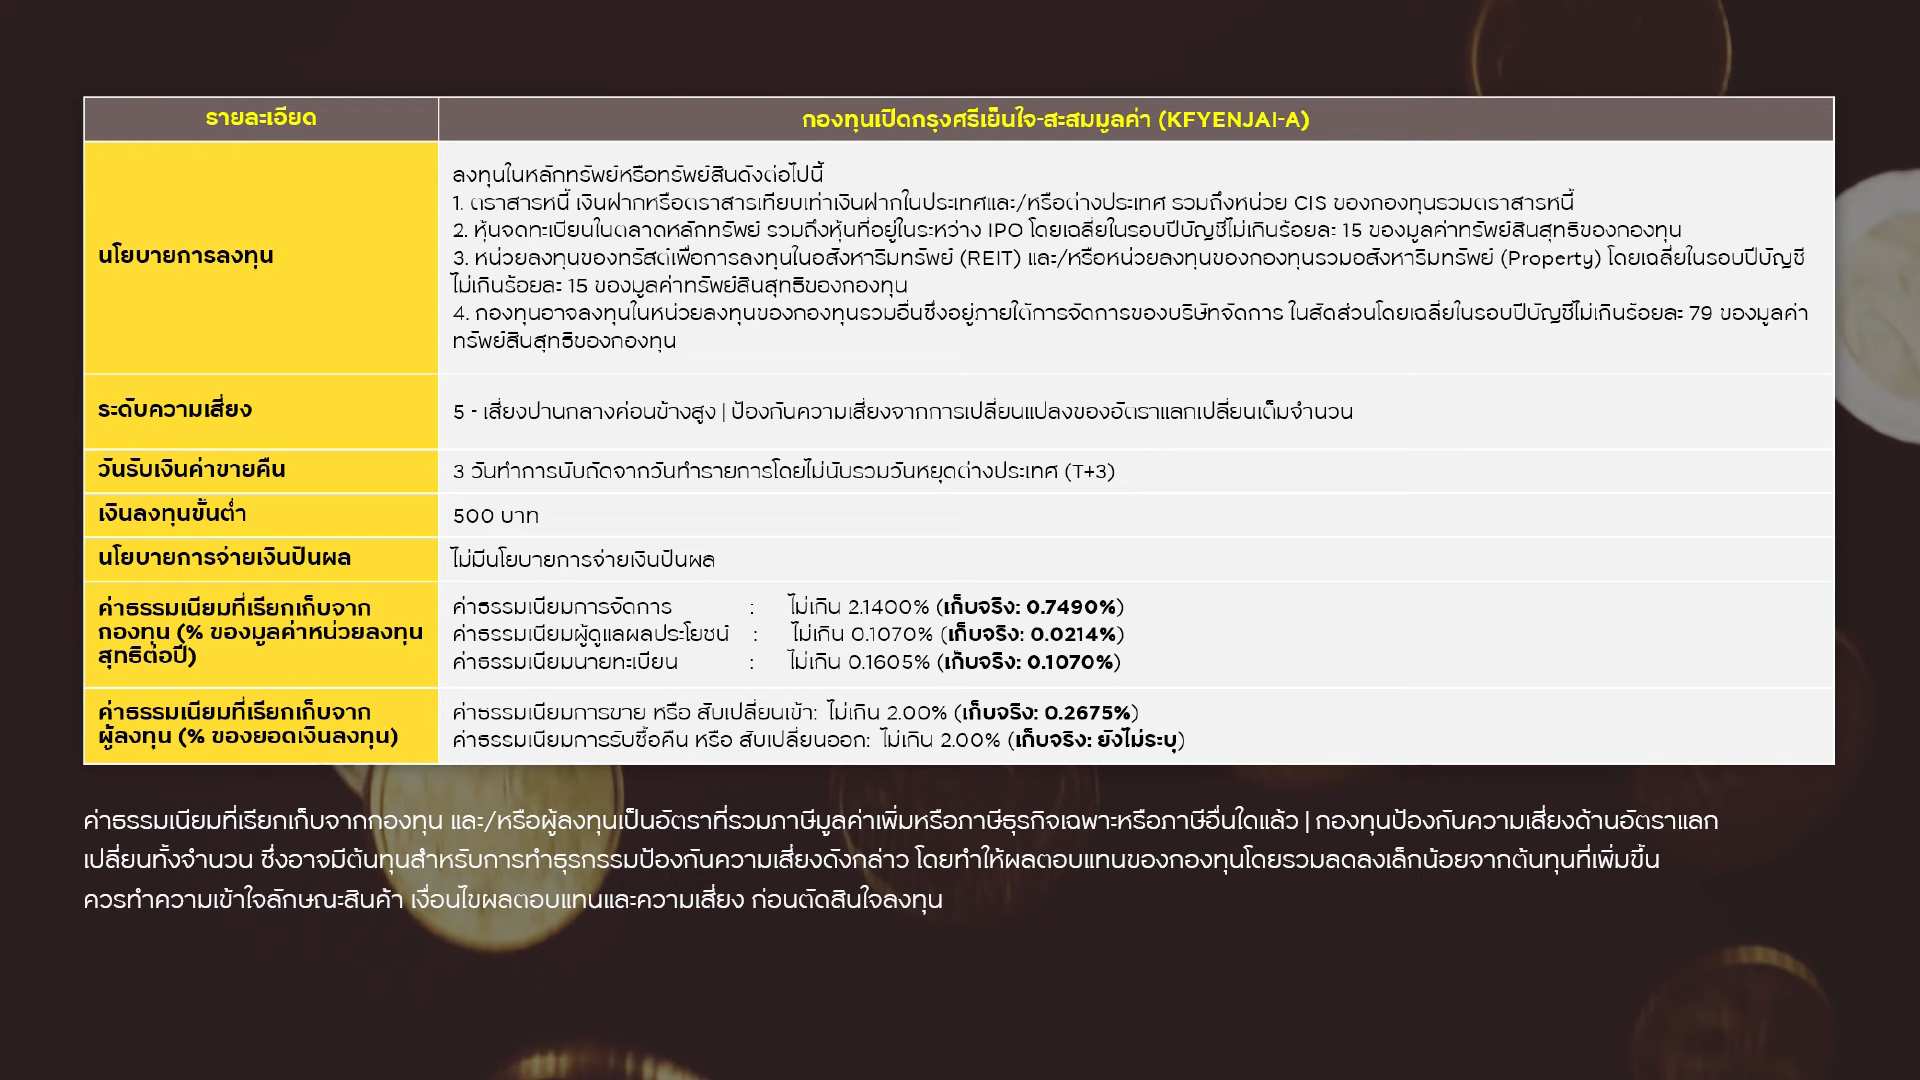 รายละเอียด
กองทุนเปิดกรุงศรีเย็นใจ-สะสมมูลค่า (KFYENJAI-A)
นโยบายการลงทุน
ลงทุนในหลักทรัพย์หรือทรัพย์สินดังต่อไปนี้
1. ตราสารหนี้ เงินฝากหรือตราสารเทียบเท่าเงินฝากในประเทศและ/หรือต่างประเทศ รวมถึงหน่วย CIS ของกองทุนรวมตราสารหนี้
2. หุ้นจดทะเบียนในตลาดหลักทรัพย์ รวมถึงหุ้นที่อยู่ในระหว่าง IPO โดยเฉลี่ยในรอบปีบัญชีไม่เกินร้อยละ 15 ของมูลค่าทรัพย์สินสุทธิของกองทุน
3. หน่วยลงทุนของทรัสต์เพื่อการลงทุนในอสังหาริมทรัพย์ (REIT) และ/หรือหน่วยลงทุนของกองทุนรวมอสังหาริมทรัพย์ (Property) โดยเฉลี่ยในรอบปีบัญชี
ไม่เกินร้อยละ 15 ของมูลค่าทรัพย์สินสุทธิของกองทุน
4. กองทุนอาจลงทุนในหน่วยลงทุนของกองทุนรวมอื่นซึ่งอยู่ภายใต้การจัดการของบริษัทจัดการ ในสัดส่วนโดยเฉลี่ยในรอบปีบัญชีไม่เกินร้อยละ 79 ของมูลค่า
ทรัพย์สินสุทธิของกองทุน
ระดับความเสี่ยง
5 - เสี่ยงปานกลางค่อนข้างสูง | ป้องกันความเสี่ยงจากการเปลี่ยนแปลงของอัตราแลกเปลี่ยนเต็มจำนวน
วันรับเงินค่าขายคืน
3 วันทำการนับถัดจากวันทำรายการโดยไม่นับรวมวันหยุดต่างประเทศ (T+3)
เงินลงทุนขั้นต่ำ
500 บาท
นโยบายการจ่ายเงินปันผล
ไม่มีนโยบายการจ่ายเงินปันผล
ค่าธรรมเนียมที่เรียกเก็บจาก
กองทุน (% ของมูลค่าหน่วยลงทุน
สุทธิต่อปี)
ค่าธรรมเนียมการจัดการ : ไม่เกิน 2.1400% (เก็บจริง: 0.7490%)
ค่าธรรมเนียมผู้ดูแลผลประโยชน์ : ไม่เกิน 0.1070% (เก็บจริง: 0.0214%)
ค่าธรรมเนียมนายทะเบียน : ไม่เกิน 0.1605% (เก็บจริง: 0.1070%)
ค่าธรรมเนียมที่เรียกเก็บจาก
ผู้ลงทุน (% ของยอดเงินลงทุน)
ค่าธรรมเนียมการขาย หรือ สับเปลี่ยนเข้า: ไม่เกิน 2.00% (เก็บจริง: 0.2675%)
ค่าธรรมเนียมการรับซื้อคืน หรือ สับเปลี่ยนออก: ไม่เกิน 2.00% (เก็บจริง: ยังไม่ระบุ)
ค่าธรรมเนียมที่เรียกเก็บจากกองทุน และ/หรือผู้ลงทุนเป็นอัตราที่รวมภาษีมูลค่าเพิ่มหรือภาษีธุรกิจเฉพาะหรือภาษีอื่นใดแล้ว | กองทุนป้องกันความเสี่ยงด้านอัตราแลก
เปลี่ยนทั้งจำนวน ซึ่งอาจมีต้นทุนสำหรับการทำธุรกรรมป้องกันความเสี่ยงดังกล่าว โดยทำให้ผลตอบแทนของกองทุนโดยรวมลดลงเล็กน้อยจากต้นทุนที่เพิ่มขึ้น
ควรทำความเข้าใจลักษณะสินค้า เงื่อนไขผลตอบแทนและความเสี่ยง ก่อนตัดสินใจลงทุน